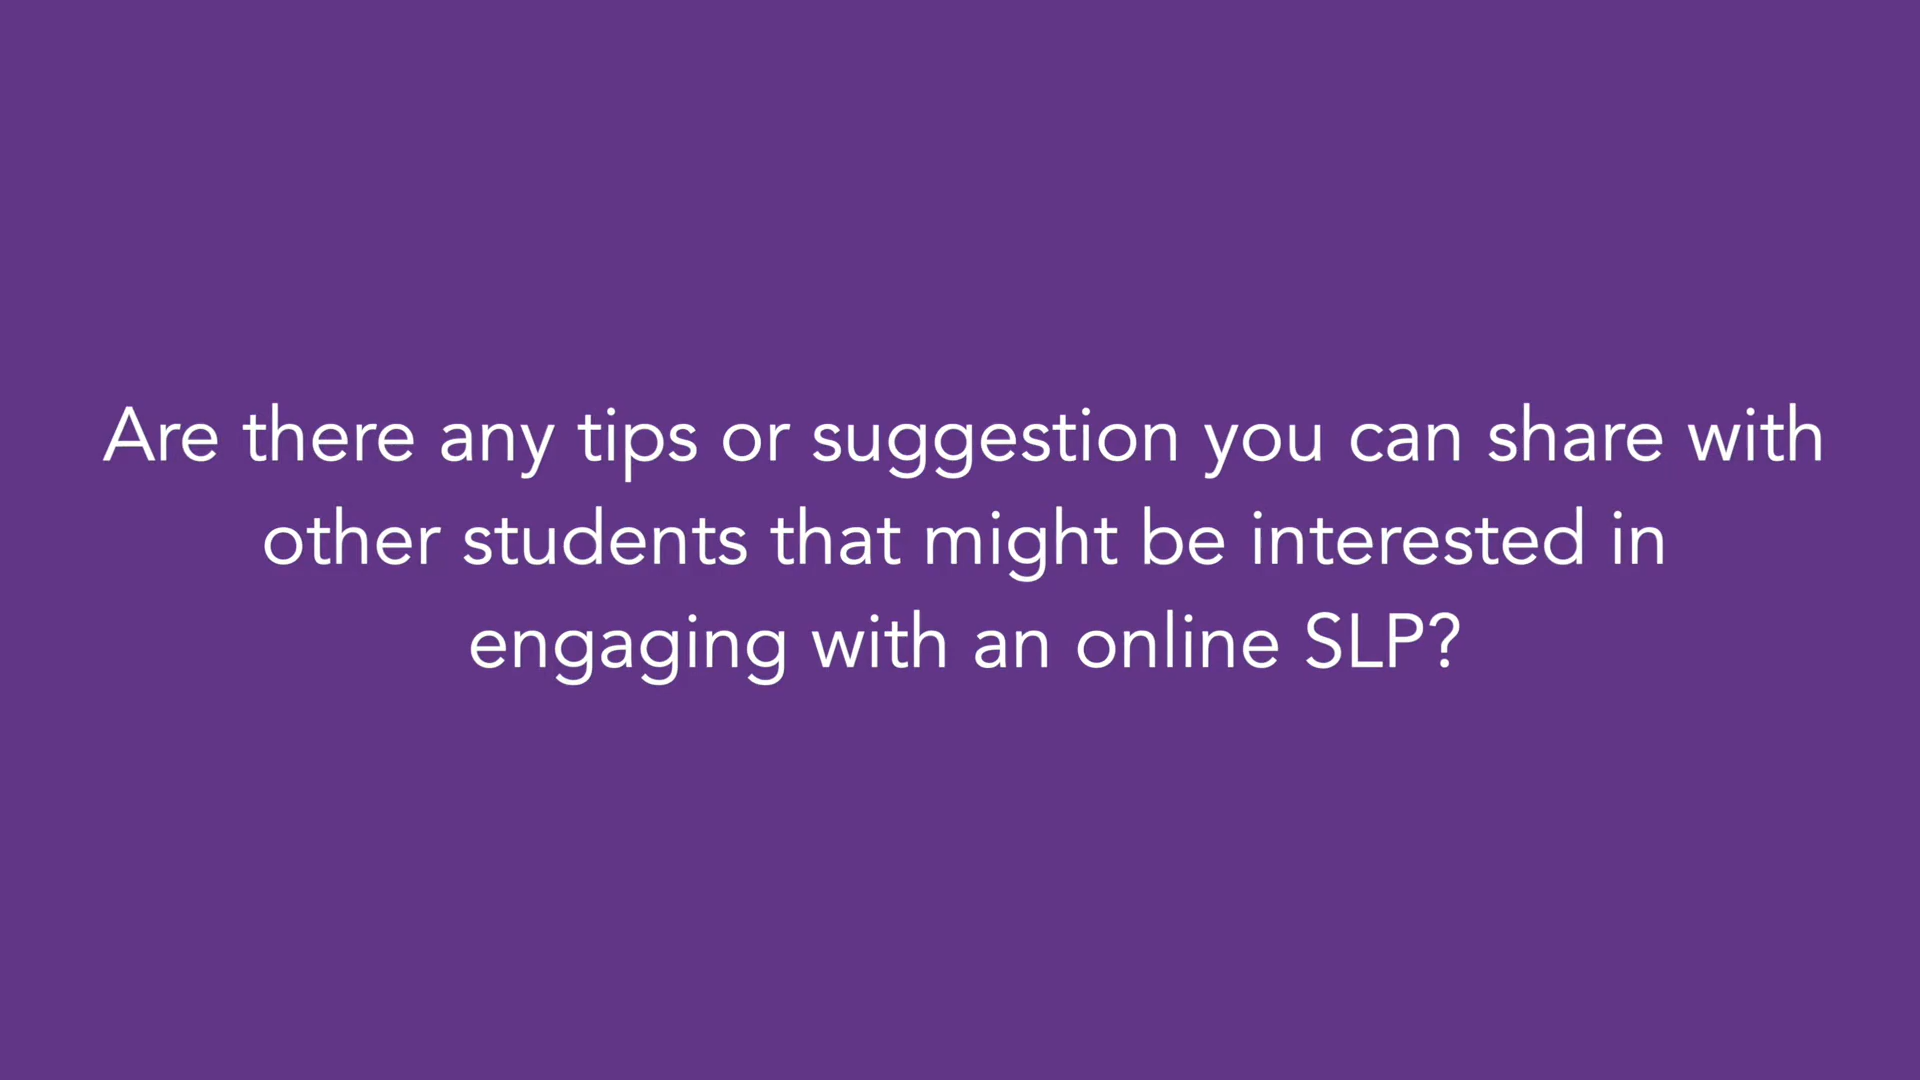 Are there any tips or suggestion you can share with
other students that might be interested in
engaging with an online SLP?